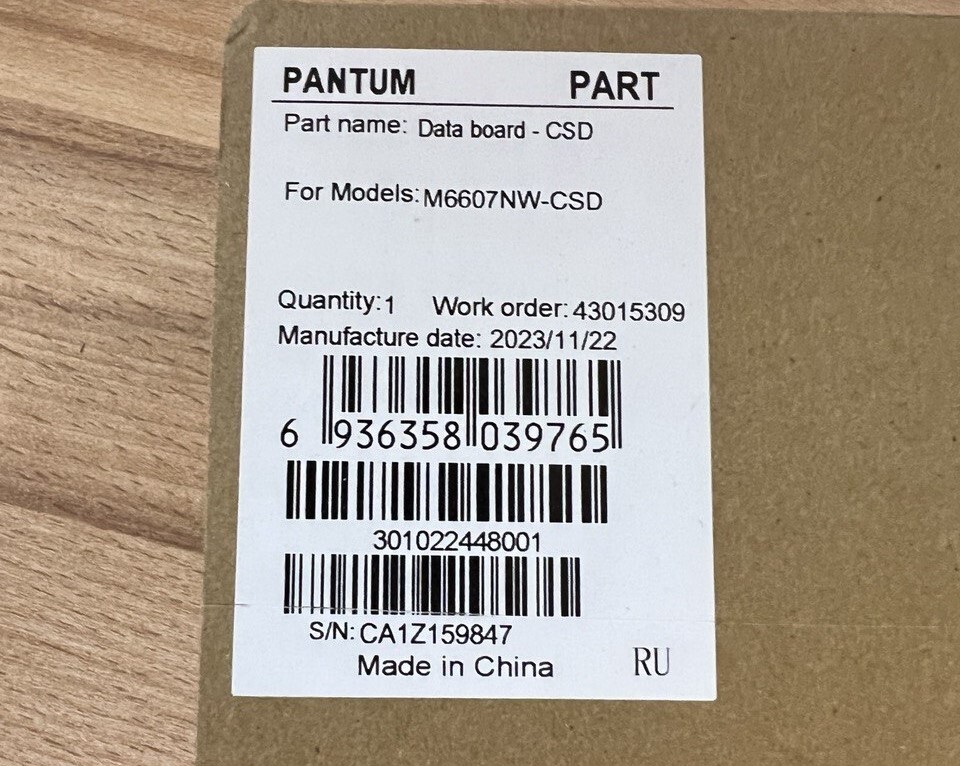 PANTUM PART
Part name: Data board - CSD
For Models: M6607NW-CSD
Quantity: 1 Work order: 43015309
Manufacture date: 2023/11/22
6 936358 039765
301022448001
S/N: CA1Z159847
Made in China RU